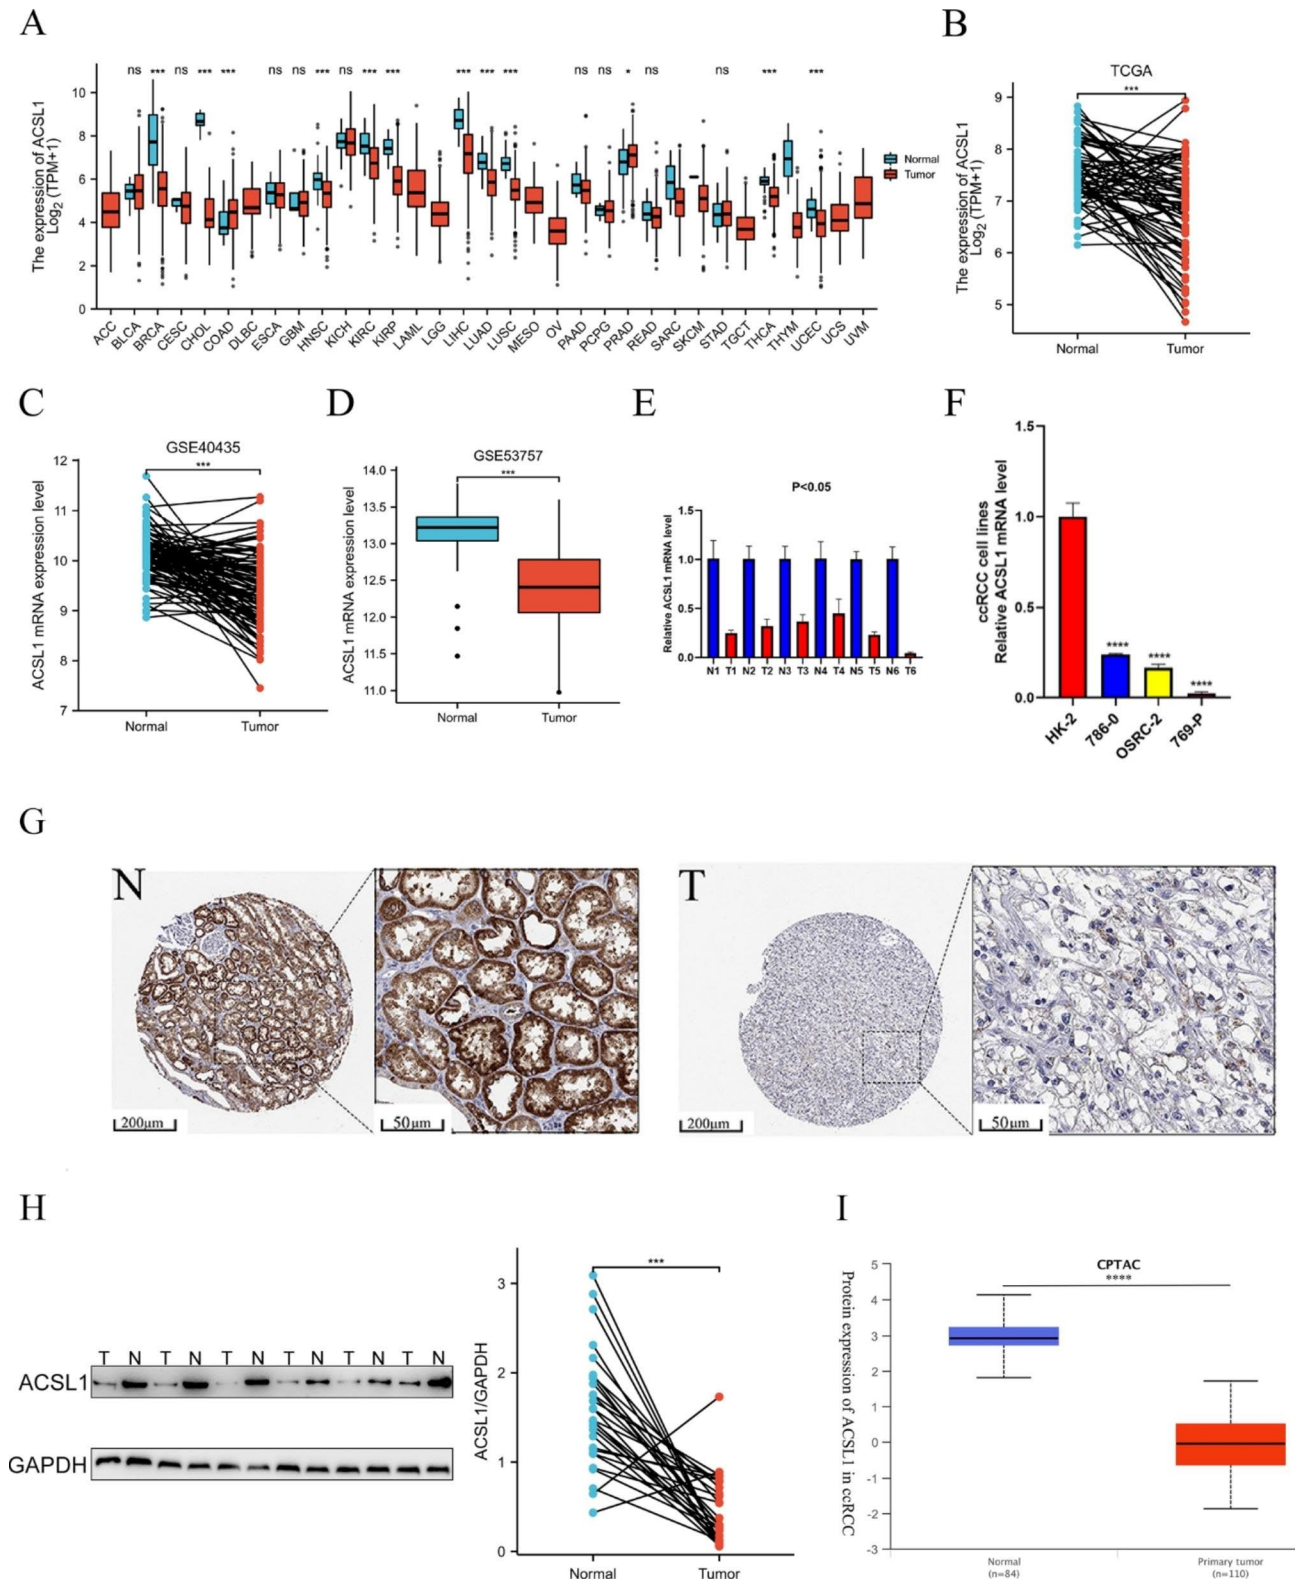 A
ns *** ns *** *** ns ns *** ns *** *** *** *** *** ns ns * ns ns *** ***
The expression of ACSL1
Log2 (TPM+1)
10
8
6
4
2
0
Normal
Tumor
ACC BLCA BRCA CESC CHOL COAD DLBC ESCA GBM HNSC KICH KIRC KIRP LAML LGG LIHC LUAD LUSC MESO OV PAAD PCPG PRAD READ SARC SKCM STAD TGCT THCA THYM UCEC UCS UVM
B
TCGA
***
The expression of ACSL1
Log2 (TPM+1)
9
8
7
6
5
Normal Tumor
C
GSE40435
***
ACSL1 mRNA expression level
12
11
10
9
8
7
Normal Tumor
D
GSE53757
***
ACSL1 mRNA expression level
14.0
13.5
13.0
12.5
12.0
11.5
11.0
Normal Tumor
E
P<0.05
Relative ACSL1 mRNA level
1.5
1.0
0.5
0.0
N1 T1 N2 T2 N3 T3 N4 T4 N5 T5 N6 T6
F
ccRCC cell lines
Relative ACSL1 mRNA level
1.5
1.0
0.5
0.0
**** **** ****
HK-2 786-0 OSRC-2 769-P
G
N
200μm
50μm
T
200μm
50μm
H
T N T N T N T N T N T N
ACSL1
GAPDH
***
ACSL1/GAPDH
3
2
1
0
Normal Tumor
I
CPTAC
****
Protein expression of ACSL1 in ccRCC
5
4
3
2
1
0
-1
-2
-3
Normal
(n=84)
Primary tumor
(n=110)